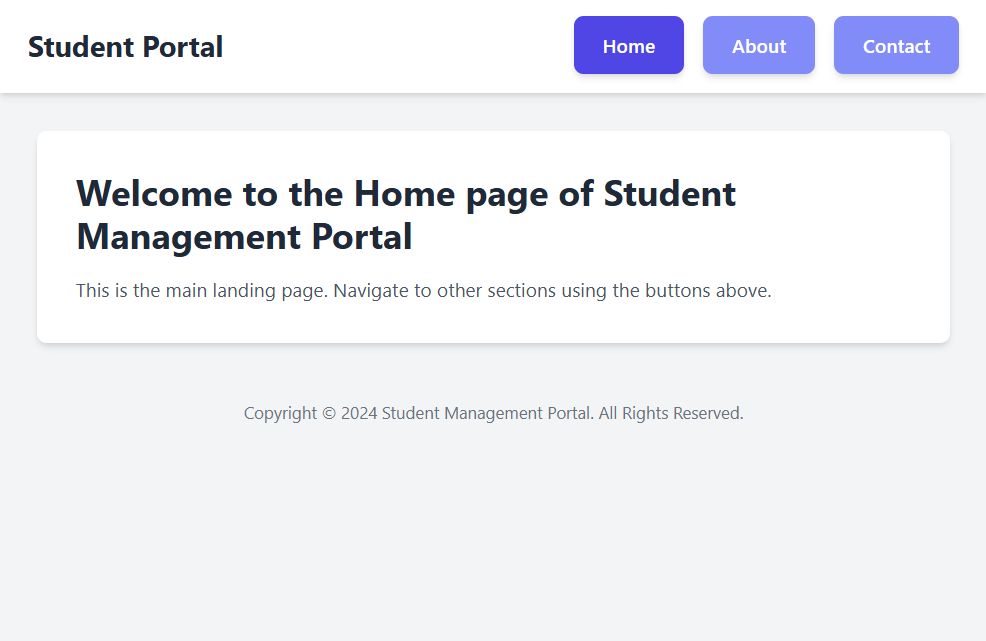 Student Portal
Home
About
Contact
Welcome to the Home page of Student
Management Portal
This is the main landing page. Navigate to other sections using the buttons above.
Copyright © 2024 Student Management Portal. All Rights Reserved.